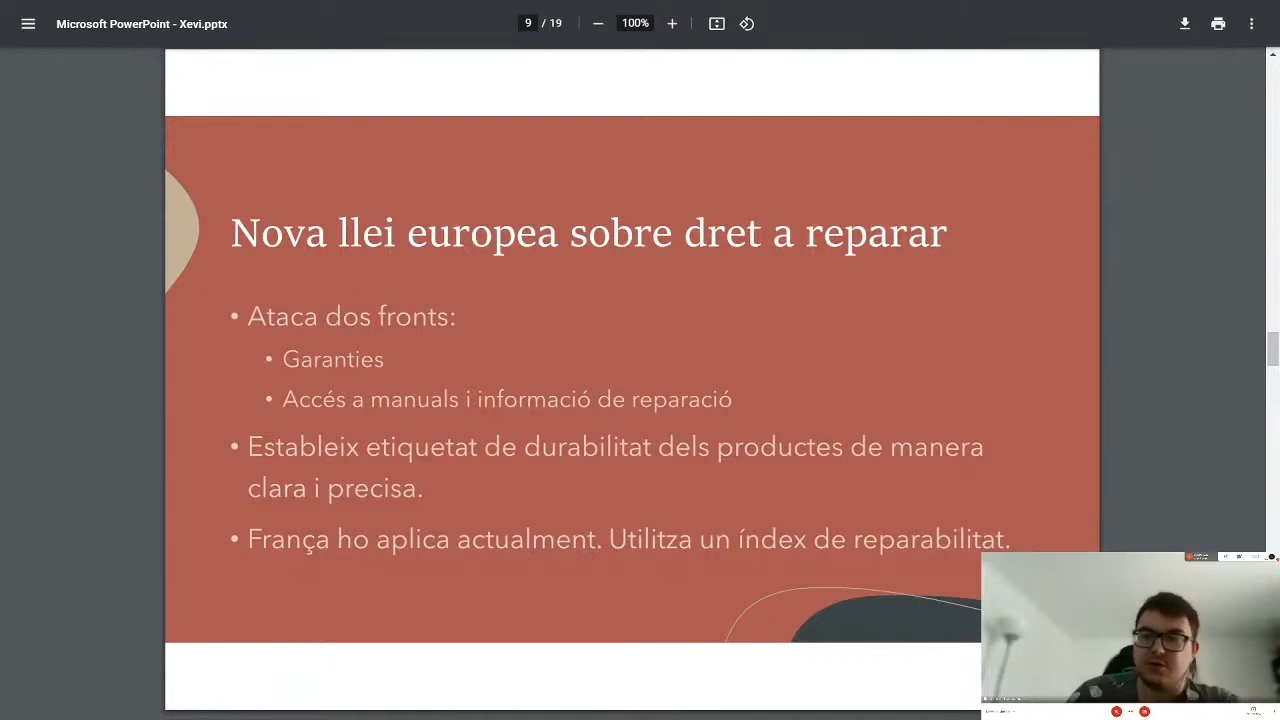 Microsoft PowerPoint - Xevi.pptx
9 / 19
100%
Nova llei europea sobre dret a reparar
• Ataca dos fronts:
• Garanties
• Accés a manuals i informació de reparació
• Estableix etiquetat de durabilitat dels productes de manera
clara i precisa.
• França ho aplica actualment. Utilitza un índex de reparabilitat.